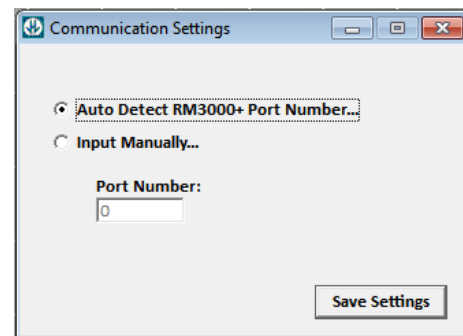 Communication Settings
Auto Detect RM3000+ Port Number...
Input Manually...
Port Number:
0
Save Settings